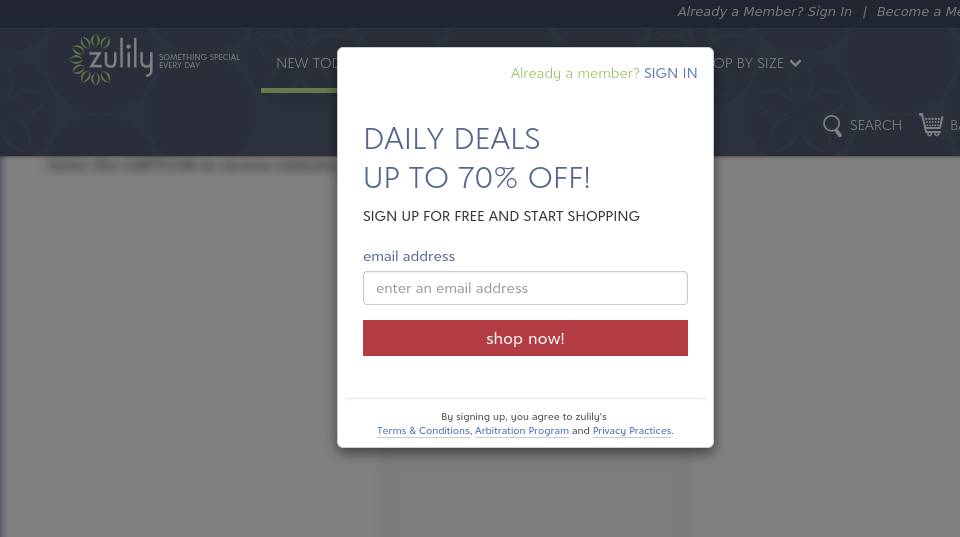 Already a Member? Sign In | Become a Me
zulily
SOMETHING SPECIAL
EVERY DAY
NEW TOD
OP BY SIZE
SEARCH
BA
Already a member? SIGN IN
DAILY DEALS
UP TO 70% OFF!
SIGN UP FOR FREE AND START SHOPPING
email address
enter an email address
shop now!
By signing up, you agree to zulily's
Terms & Conditions, Arbitration Program and Privacy Practices.